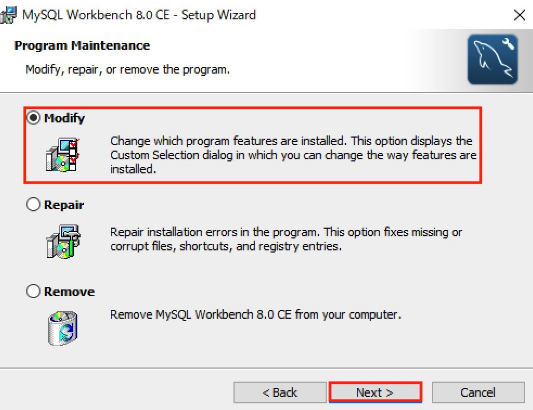 MySQL Workbench 8.0 CE - Setup Wizard
Program Maintenance
Modify, repair, or remove the program.
Modify
Change which program features are installed. This option displays the
Custom Selection dialog in which you can change the way features are
installed.
Repair
Repair installation errors in the program. This option fixes missing or
corrupt files, shortcuts, and registry entries.
Remove
Remove MySQL Workbench 8.0 CE from your computer.
< Back
Next >
Cancel